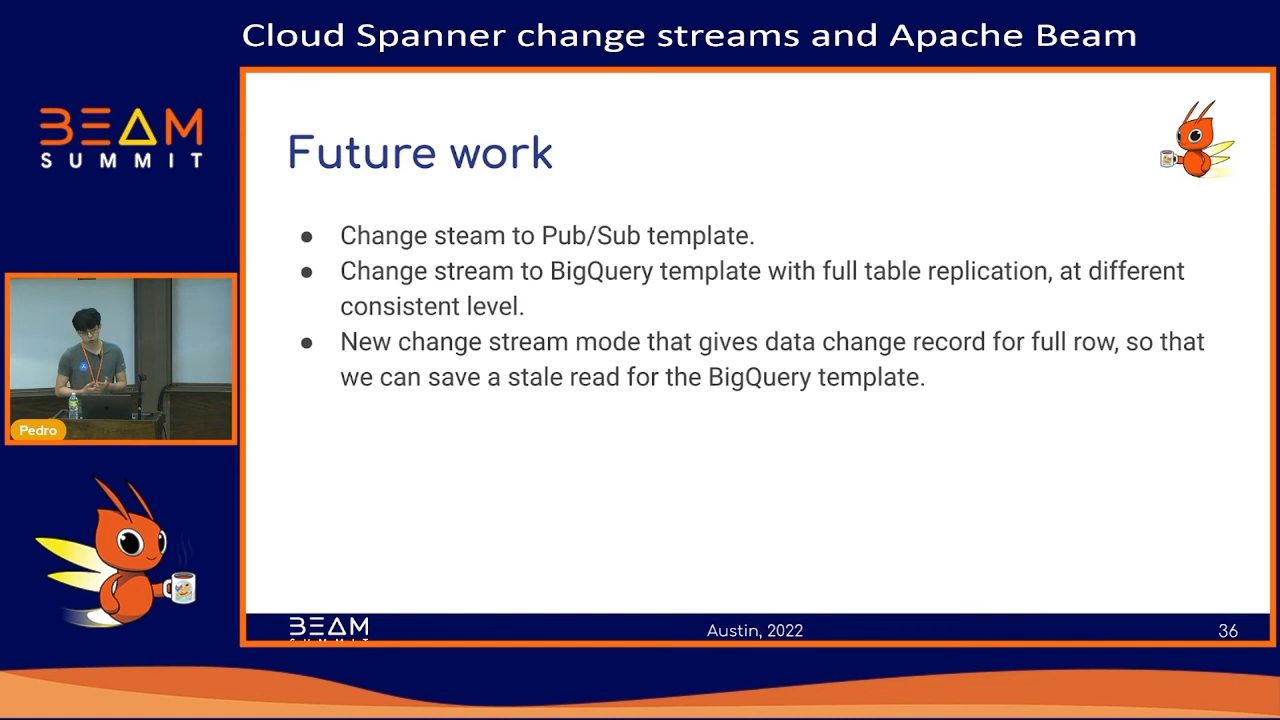 Cloud Spanner change streams and Apache Beam
BEAM
SUMMIT
Future work
● Change steam to Pub/Sub template.
● Change stream to BigQuery template with full table replication, at different
consistent level.
● New change stream mode that gives data change record for full row, so that
we can save a stale read for the BigQuery template.
Pedro
BEAM
SUMMIT
Austin, 2022
36